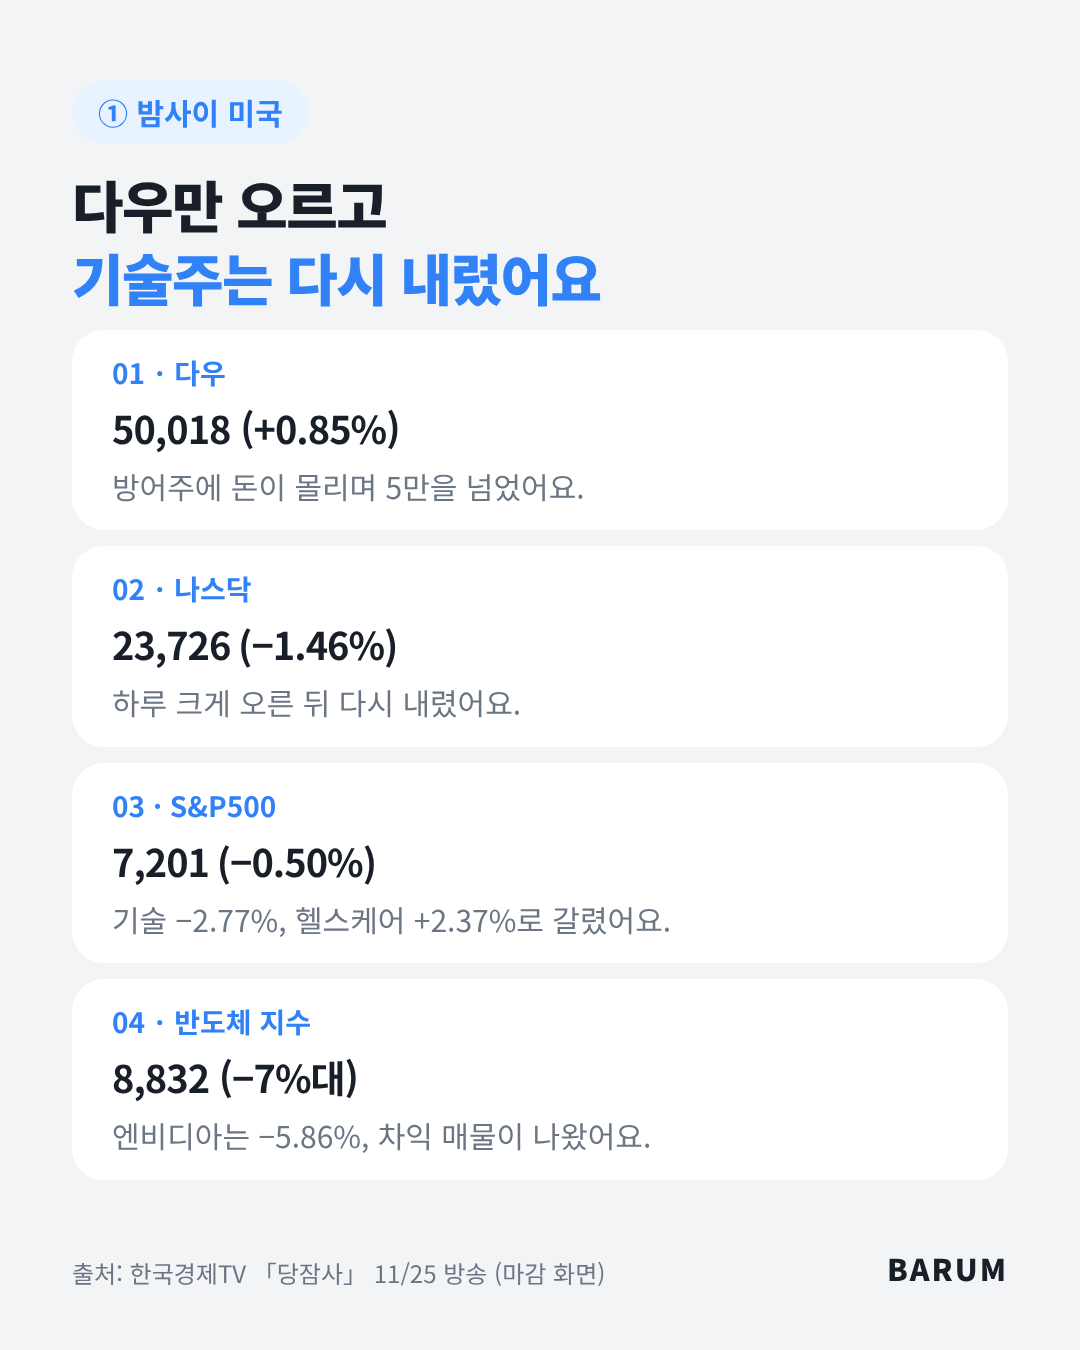 ① 밤사이 미국
다우만 오르고
기술주는 다시 내렸어요
01 · 다우
50,018 (+0.85%)
방어주에 돈이 몰리며 5만을 넘었어요.
02 · 나스닥
23,726 (−1.46%)
하루 크게 오른 뒤 다시 내렸어요.
03 · S&P500
7,201 (−0.50%)
기술 −2.77%, 헬스케어 +2.37%로 갈렸어요.
04 · 반도체 지수
8,832 (−7%대)
엔비디아는 −5.86%, 차익 매물이 나왔어요.
출처: 한국경제TV 「당잠사」 11/25 방송 (마감 화면)
BARUM